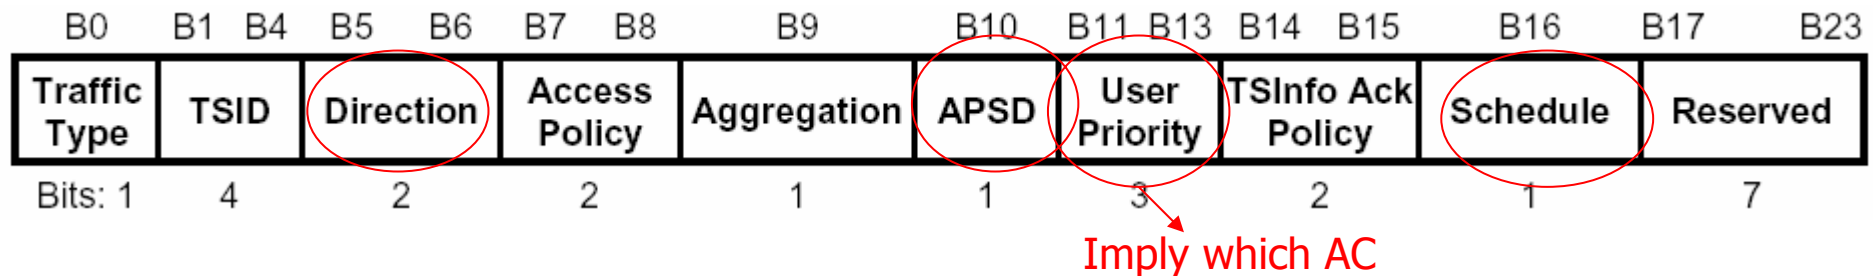 B0 B1 B4 B5 B6 B7 B8 B9 B10 B11 B13 B14 B15 B16 B17 B23
Traffic Type TSID Direction Access Policy Aggregation APSD User Priority TSInfo Ack Policy Schedule Reserved
Bits: 1 4 2 2 1 1 3 2 1 7
Imply which AC